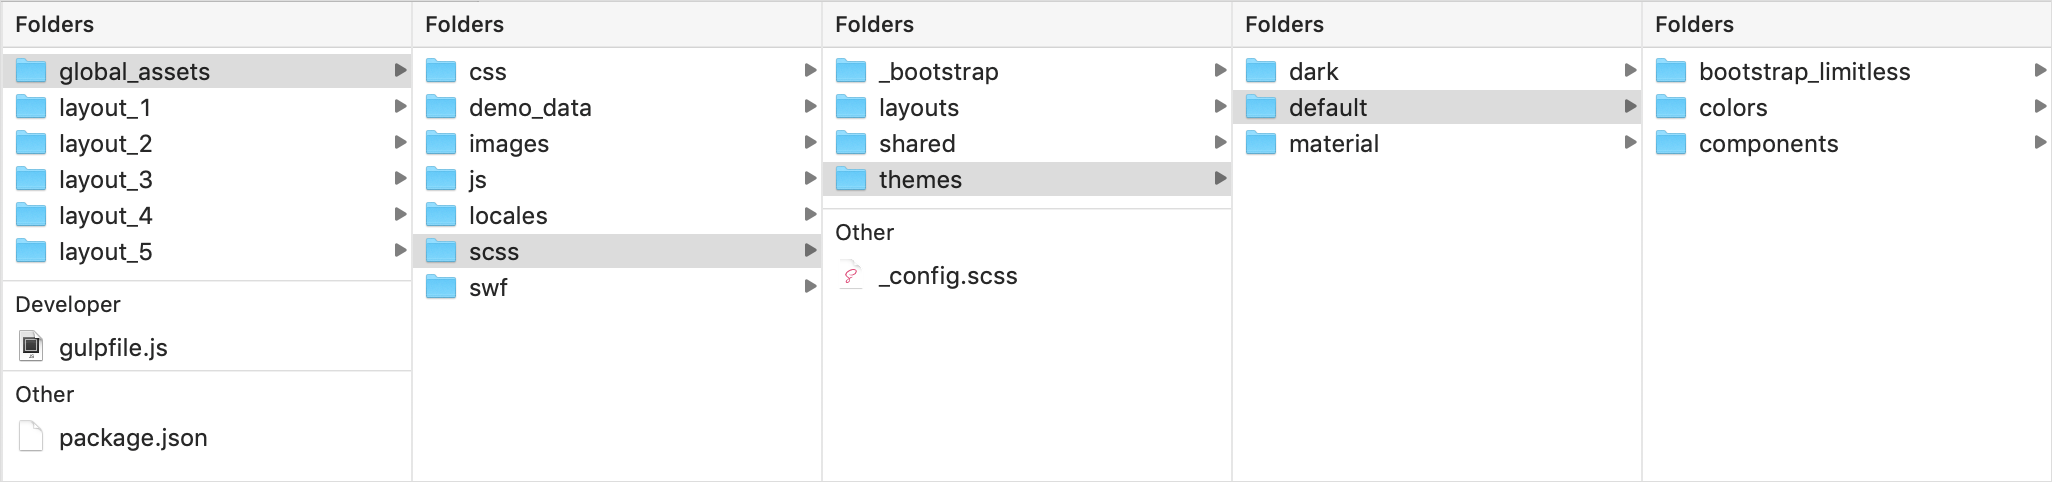 Folders
global_assets
layout_1
layout_2
layout_3
layout_4
layout_5
Developer
gulpfile.js
Other
package.json
Folders
css
demo_data
images
js
locales
scss
swf
Folders
_bootstrap
layouts
shared
themes
Other
_config.scss
Folders
dark
default
material
Folders
bootstrap_limitless
colors
components